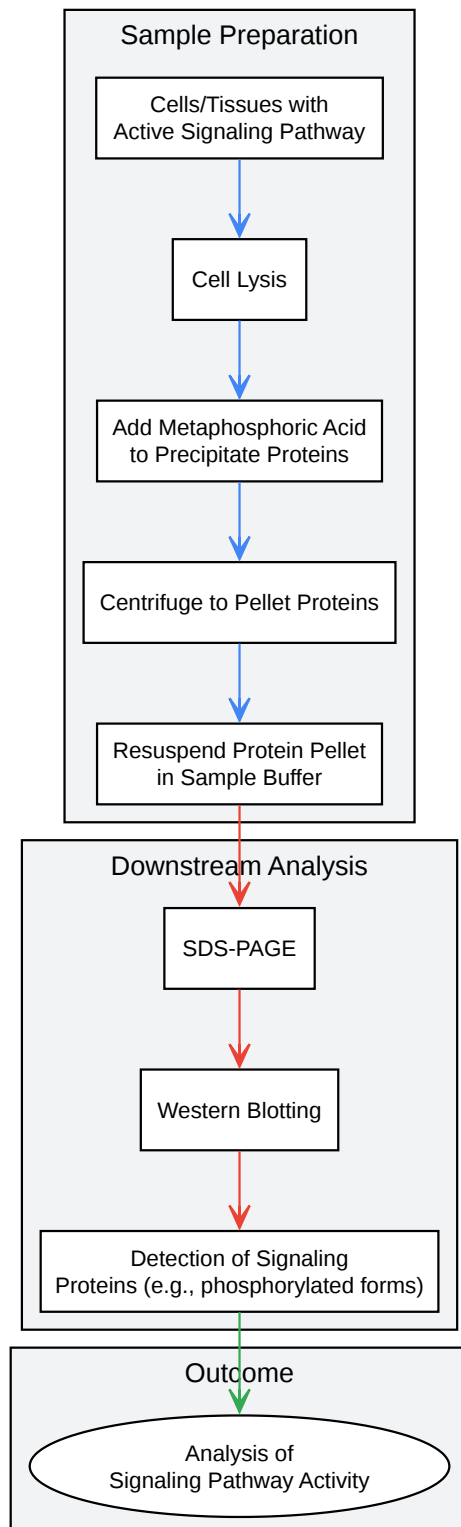 Sample Preparation
Cells/Tissues with
Active Signaling Pathway
Cell Lysis
Add Metaphosphoric Acid
to Precipitate Proteins
Centrifuge to Pellet Proteins
Resuspend Protein Pellet
in Sample Buffer
Downstream Analysis
SDS-PAGE
Western Blotting
Detection of Signaling
Proteins (e.g., phosphorylated forms)
Outcome
Analysis of
Signaling Pathway Activity